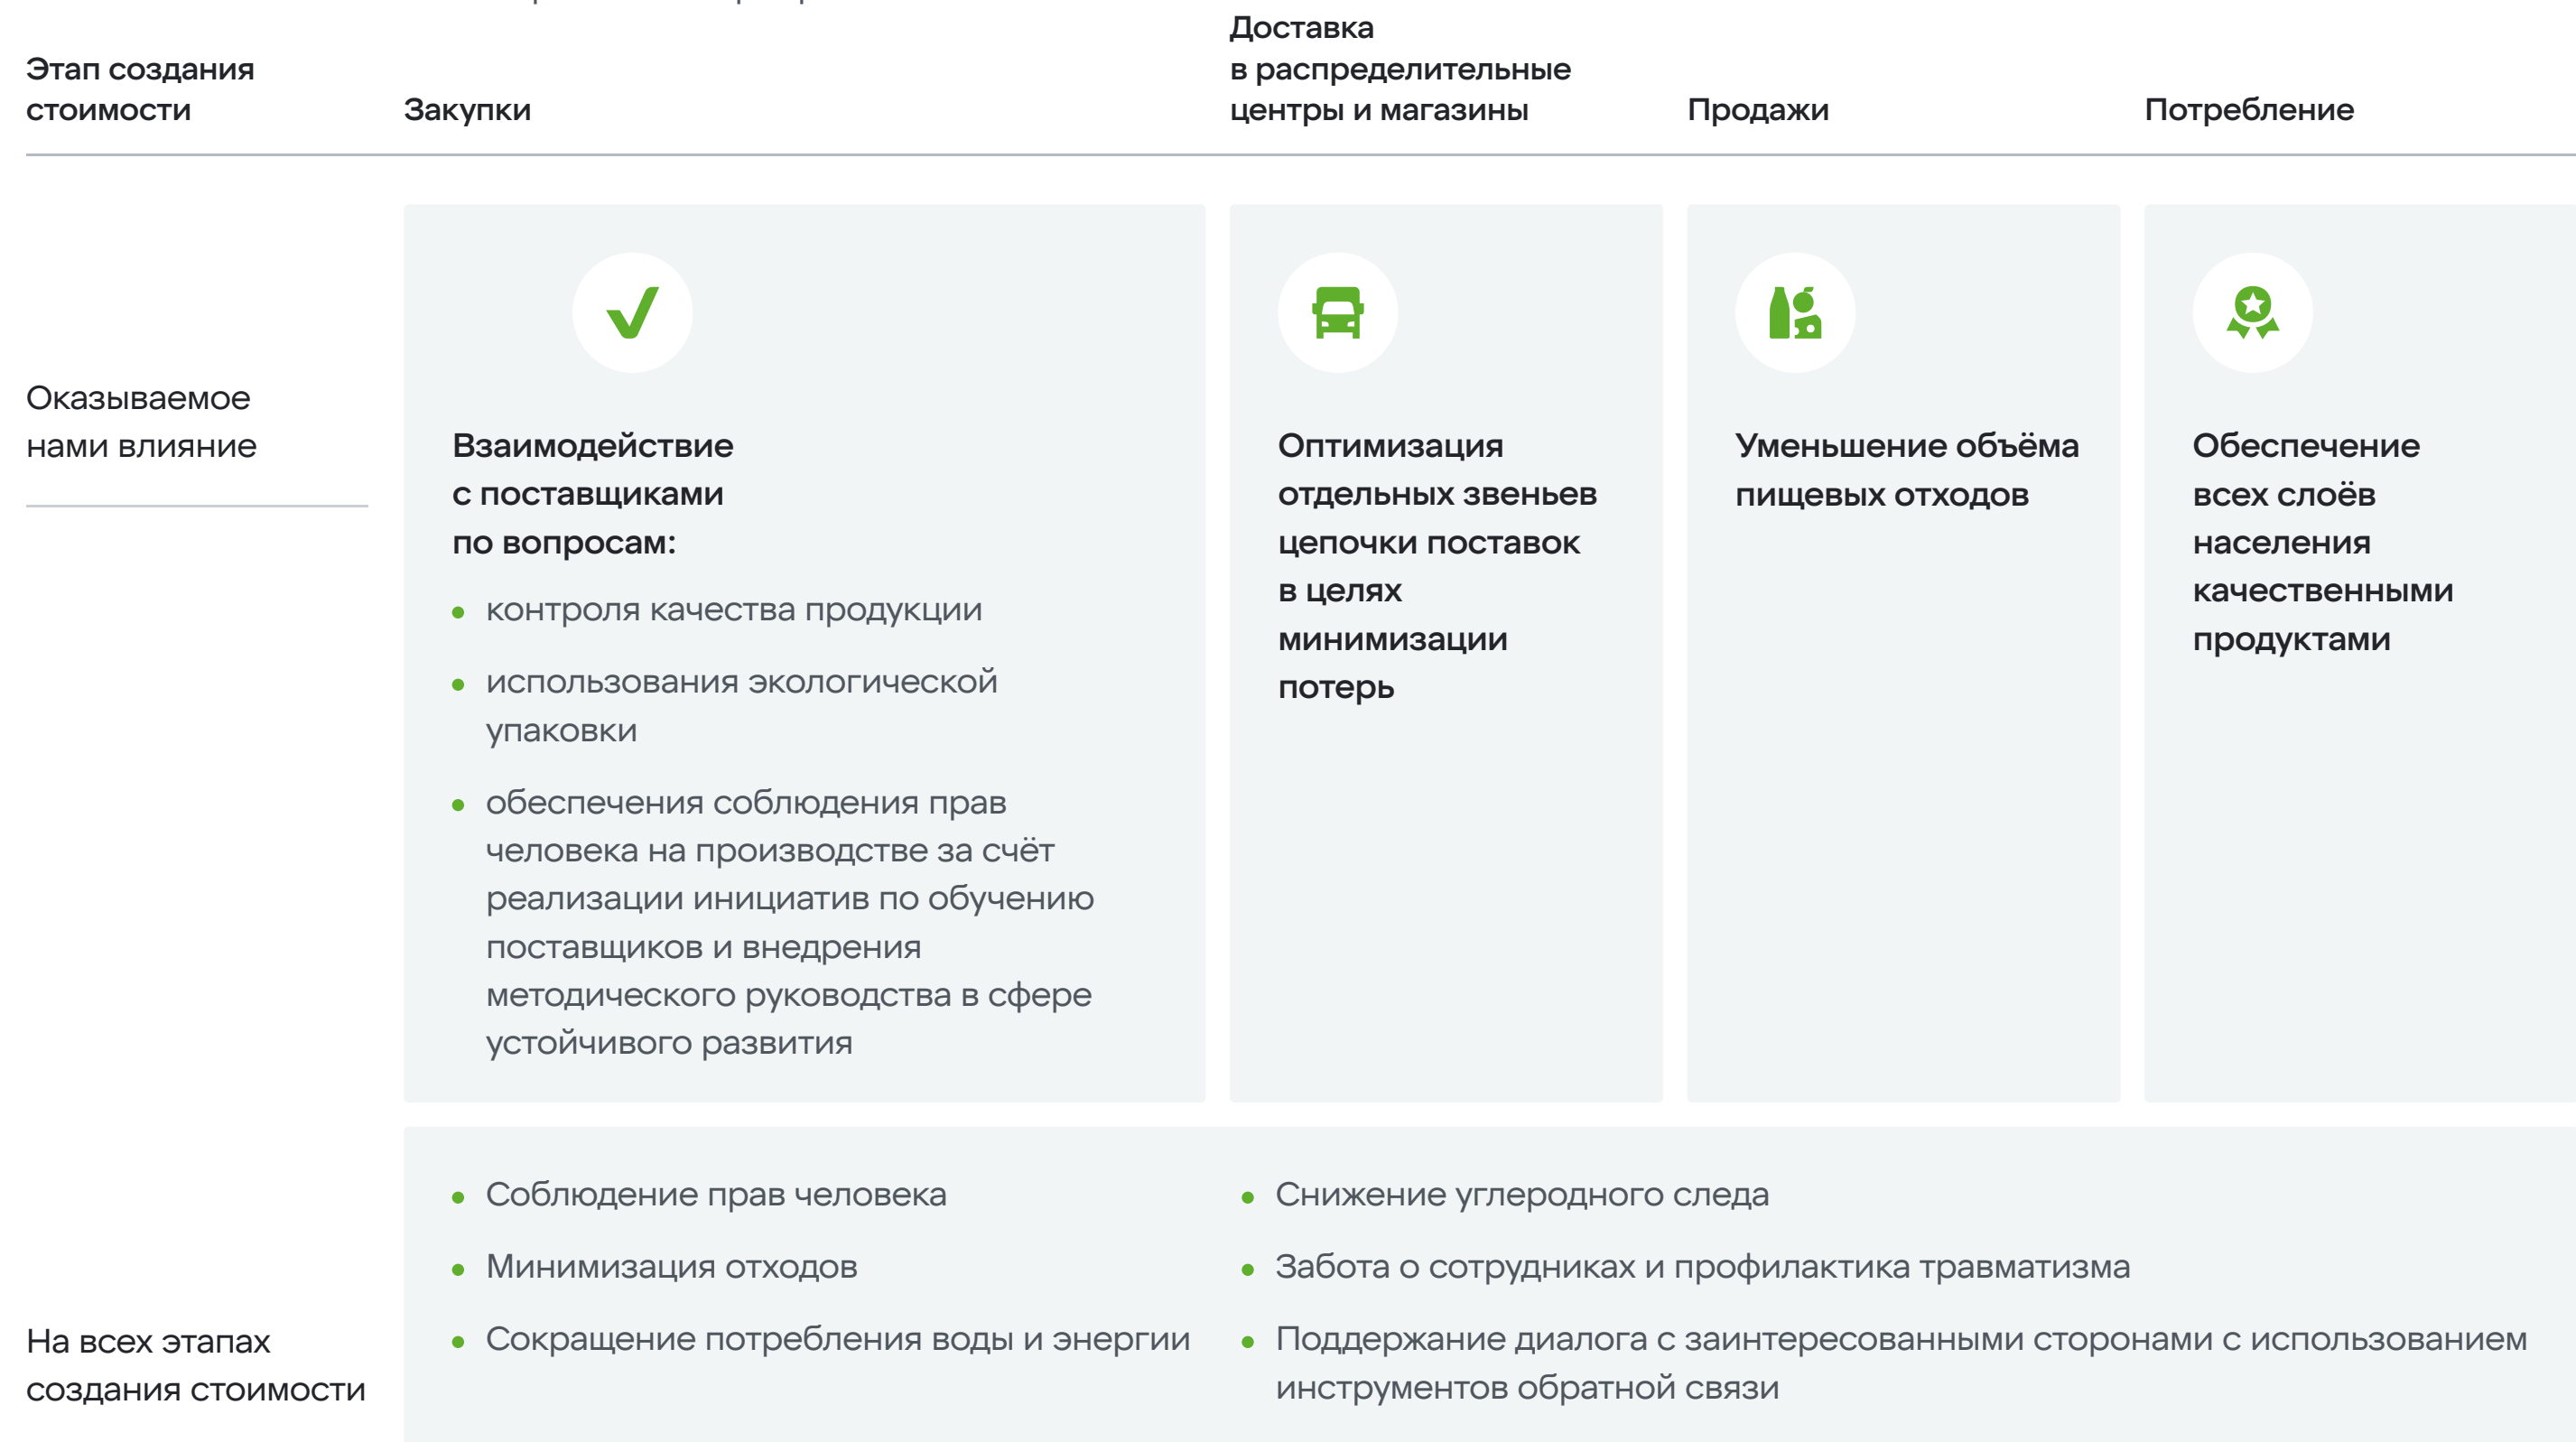 Этап создания
стоимости
Закупки
Доставка
в распределительные
центры и магазины
Продажи
Потребление
Оказываемое
нами влияние
Взаимодействие
с поставщиками
по вопросам:
контроля качества продукции
использования экологической
упаковки
обеспечения соблюдения прав
человека на производстве за счёт
реализации инициатив по обучению
поставщиков и внедрения
методического руководства в сфере
устойчивого развития
Оптимизация
отдельных звеньев
цепочки поставок
в целях
минимизации
потерь
Уменьшение объёма
пищевых отходов
Обеспечение
всех слоёв
населения
качественными
продуктами
На всех этапах
создания стоимости
Соблюдение прав человека
Минимизация отходов
Сокращение потребления воды и энергии
Снижение углеродного следа
Забота о сотрудниках и профилактика травматизма
Поддержание диалога с заинтересованными сторонами с использованием
инструментов обратной связи